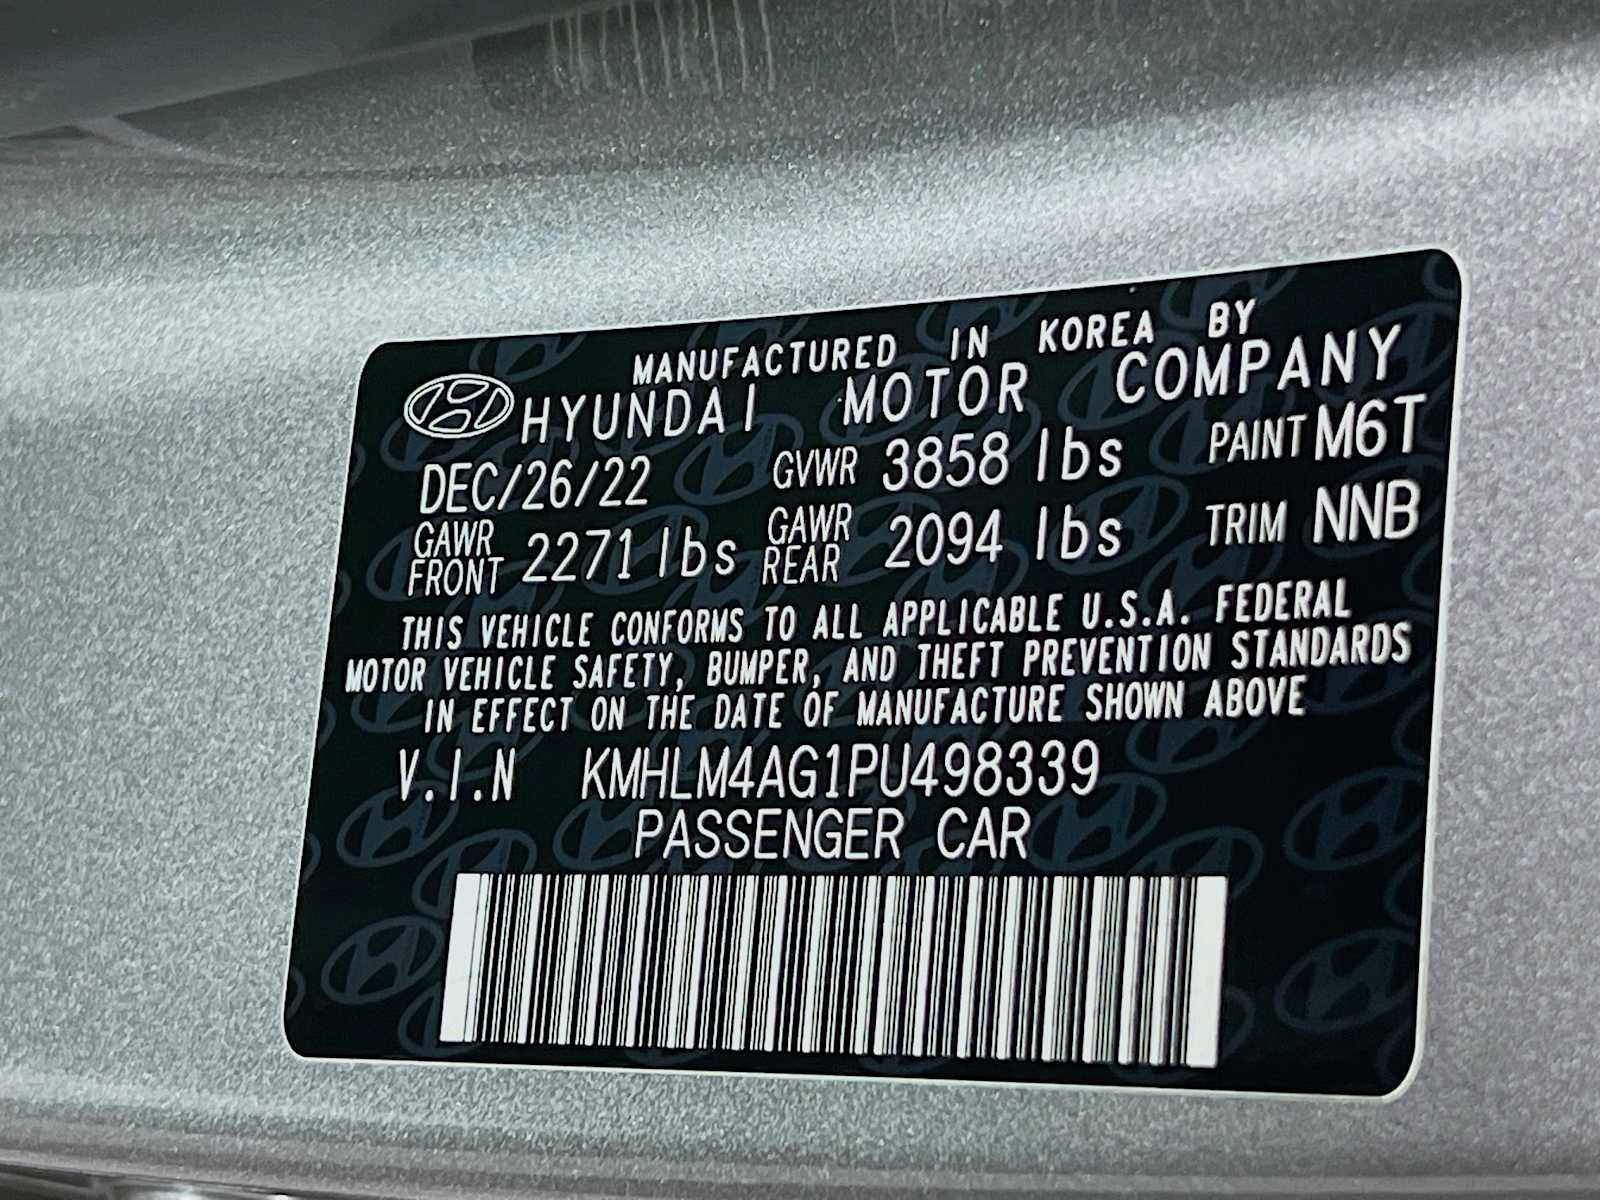 MANUFACTURED IN KOREA BY
HYUNDAI MOTOR COMPANY
DEC/26/22 GVWR 3858 lbs PAINT M6T
GAWR FRONT 2271 lbs GAWR REAR 2094 lbs TRIM NNB
THIS VEHICLE CONFORMS TO ALL APPLICABLE U.S.A. FEDERAL
MOTOR VEHICLE SAFETY, BUMPER, AND THEFT PREVENTION STANDARDS
IN EFFECT ON THE DATE OF MANUFACTURE SHOWN ABOVE
V.I.N KMHLM4AG1PU498339
PASSENGER CAR